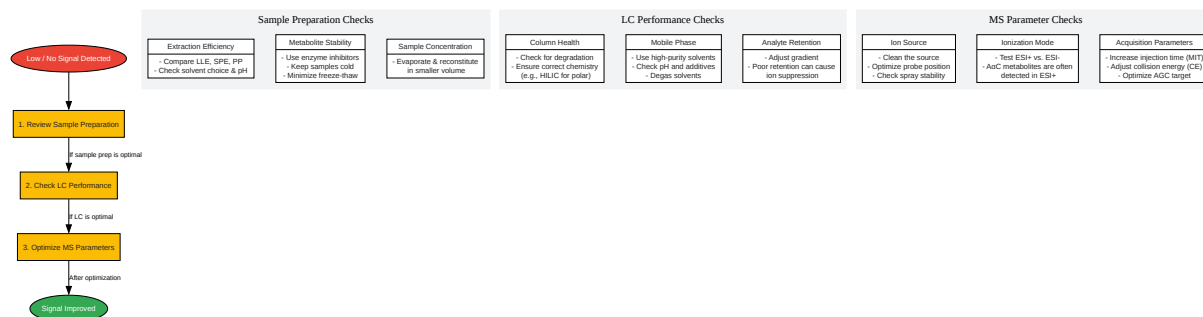 Sample Preparation Checks
LC Performance Checks
MS Parameter Checks
Low / No Signal Detected
1. Review Sample Preparation
If sample prep is optimal
2. Check LC Performance
If LC is optimal
3. Optimize MS Parameters
After optimization
Signal Improved
Extraction Efficiency
- Compare LLE, SPE, PP
- Check solvent choice & pH
Metabolite Stability
- Use enzyme inhibitors
- Keep samples cold
- Minimize freeze-thaw
Sample Concentration
- Evaporate & reconstitute
in smaller volume
Column Health
- Check for degradation
- Ensure correct chemistry
(e.g., HILIC for polar)
Mobile Phase
- Use high-purity solvents
- Check pH and additives
- Degas solvents
Analyte Retention
- Adjust gradient
- Poor retention can cause
ion suppression
Ion Source
- Clean the source
- Optimize probe position
- Check spray stability
Ionization Mode
- Test ESI+ vs. ESI-
- AoC metabolites are often
detected in ESI+
Acquisition Parameters
- Increase injection time (MIT)
- Adjust collision energy (CE)
- Optimize AGC target